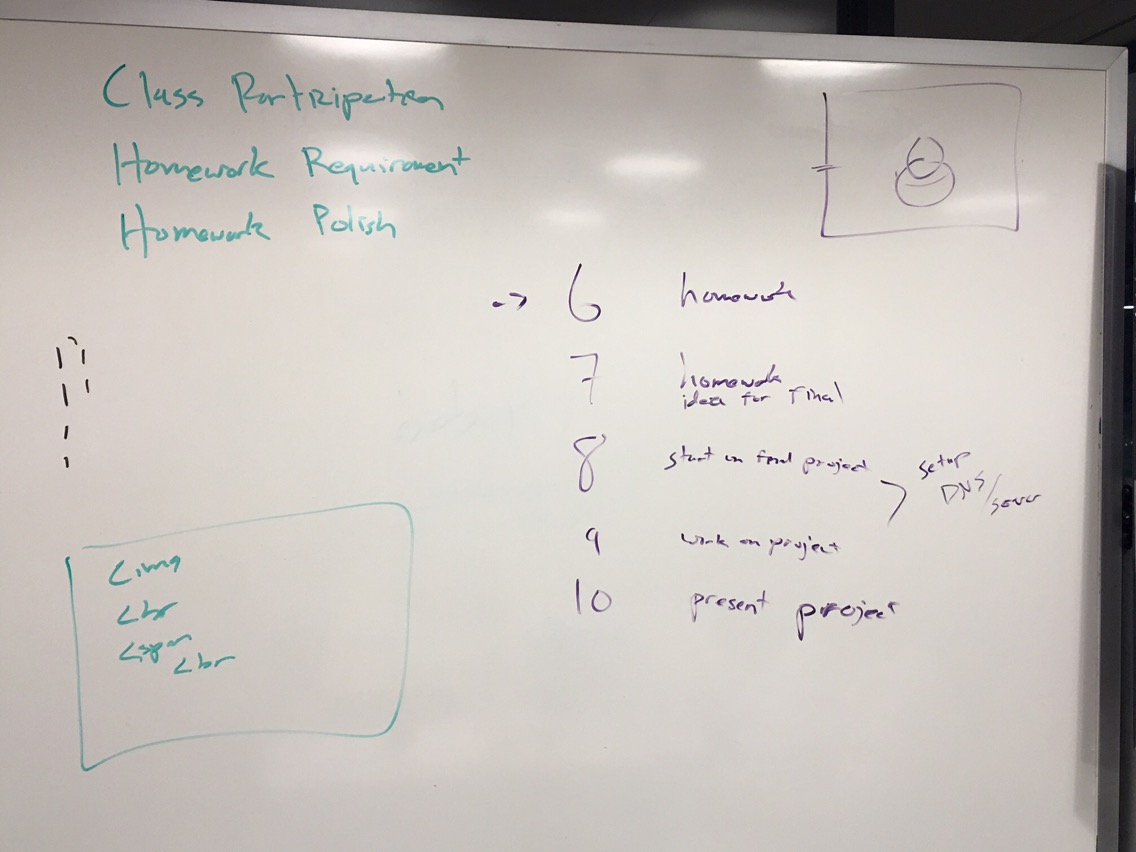 Class Participation
Homework Requirement
Homework Polish
-> 6 homework
7 homework
idea for final
8 start on final project
setup
DNS/server
9 work on project
10 present project
<img
<br
<span
<br